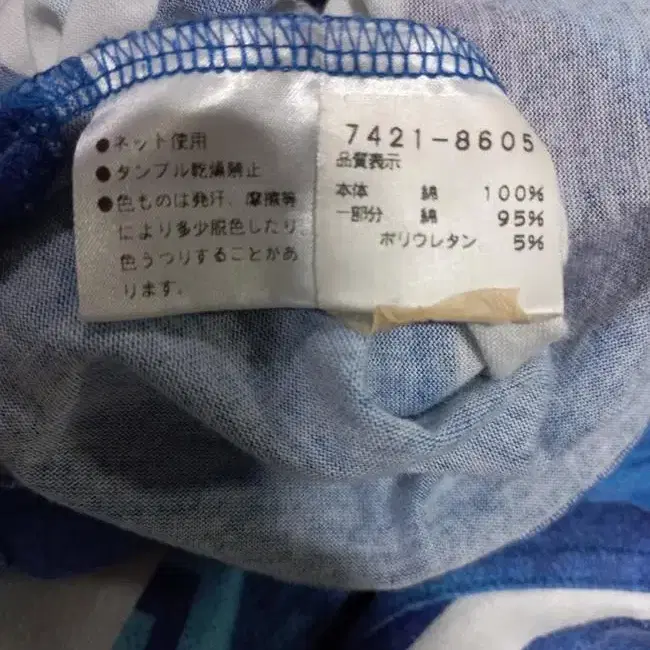 ●ネット使用
●タンブル乾燥禁止
●色ものは発汗、摩擦等
により多少脱色したり
色うつりすることがあ
ります。
7421-8605
品質表示
本体 綿 100%
一部分 綿 95%
ポリウレタン 5%